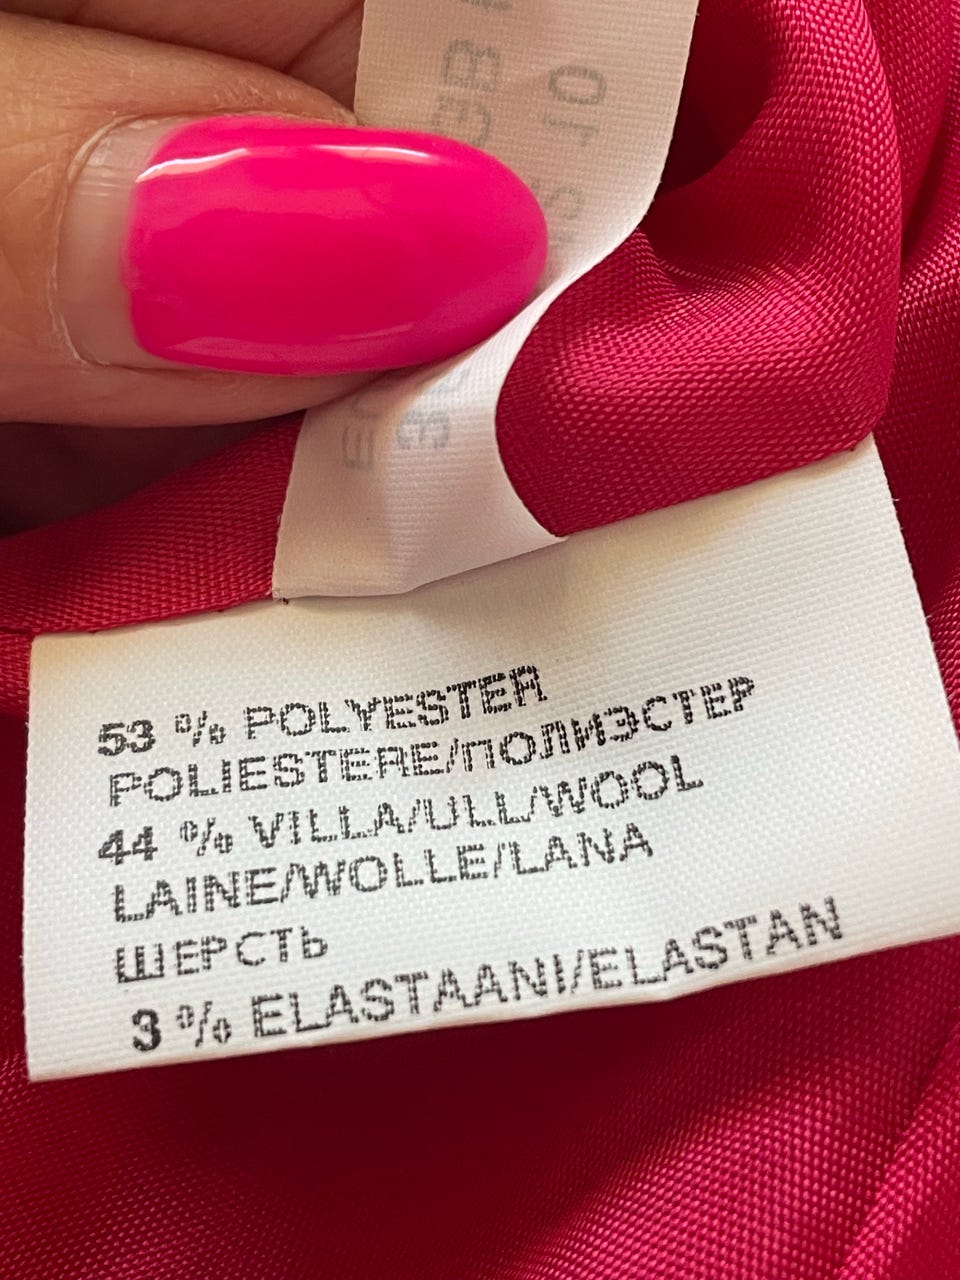 53 % POLYESTER
POLIESTERE/ПОЛИЭСТЕР
44 % VILLA/ULL/WOOL
LAINE/WOLLE/LANA
ШЕРСТЬ
3 % ELASTAANI/ELASTAN